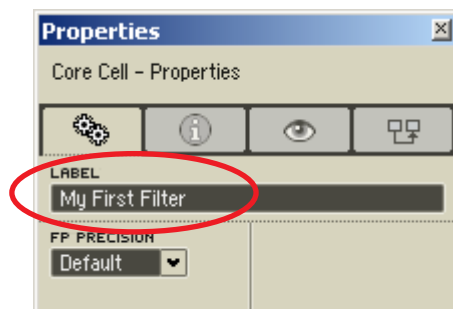 Properties
Core Cell – Properties
LABEL
My First Filter
FP PRECISION
Default